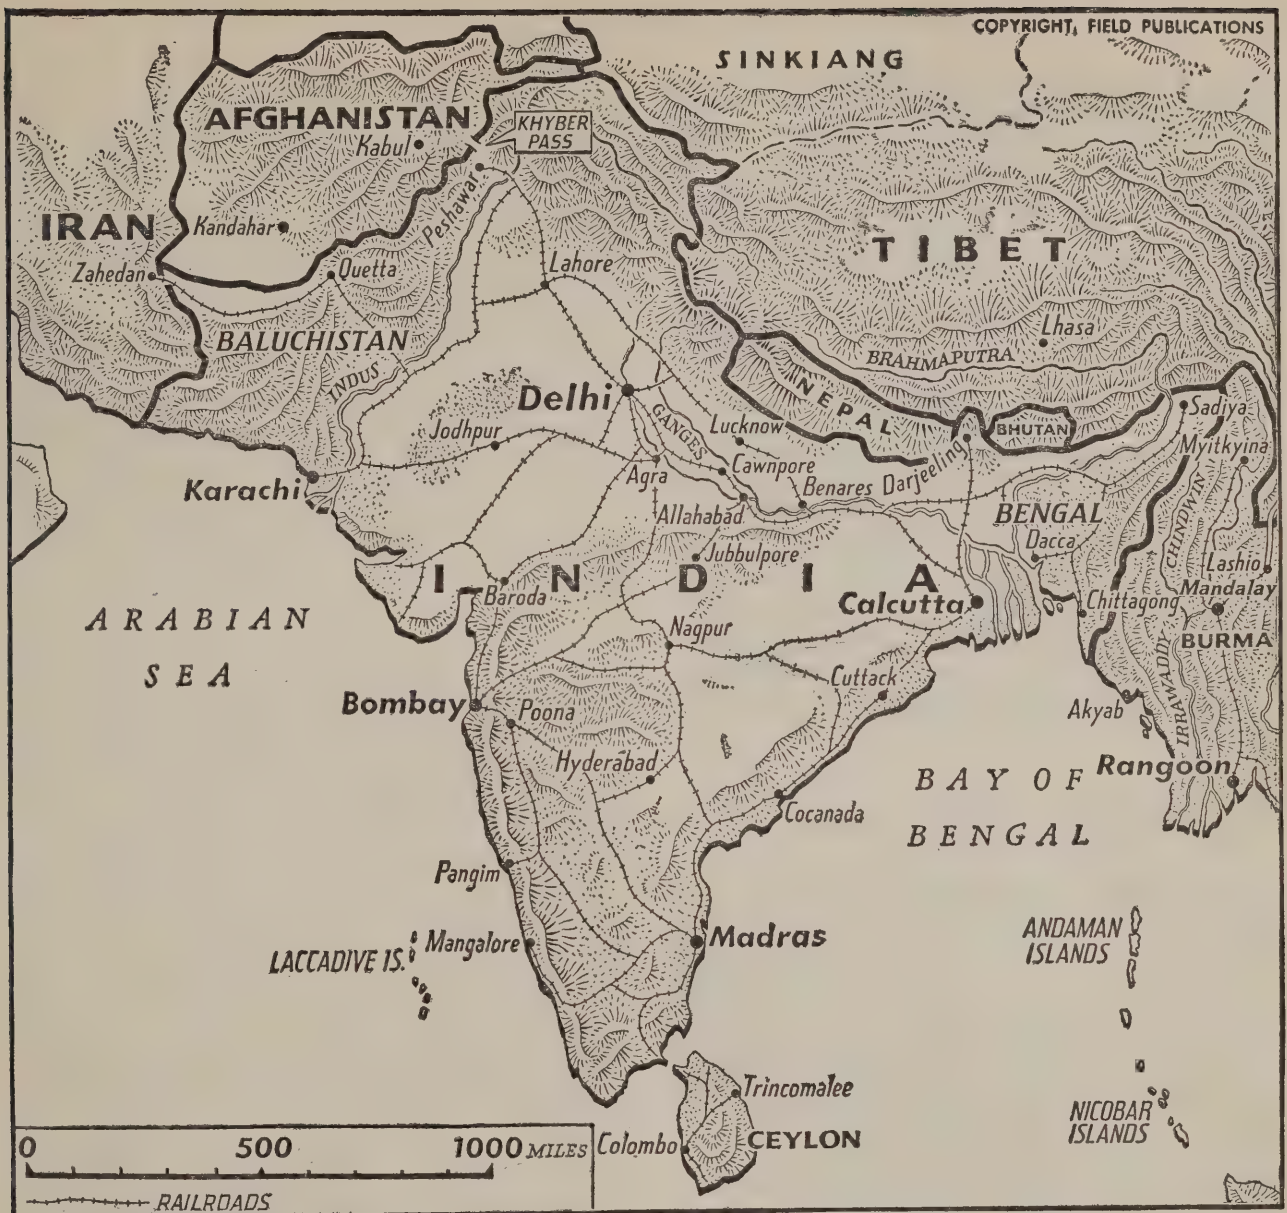 COPYRIGHT, FIELD PUBLICATIONS
SINKIANG
AFGHANISTAN
Kabul
KHYBER
PASS
Peshawar
IRAN
Kandahar
TIBET
Zahedan
Quetta
Lahore
Lhasa
BALUCHISTAN
BRAHMAPUTRA
INDUS
Delhi
NEPAL
GANGES
Sadiya
Jodhpur
Lucknow
BHUTAN
Myitkyina
Karachi
Agra
Cawnpore
Benares
Darjeeling
Allahabad
BENGAL
CHINDWIN
Dacca
Jubbulpore
INDIA
Lashio
Baroda
Calcutta
Chittagong
Mandalay
ARABIAN
SEA
Nagpur
BURMA
Bombay
Poona
Cuttack
Akyab
IRRAWADDY
Hyderabad
BAY OF
BENGAL
Rangoon
Cocanada
Pangim
Mangalore
Madras
LACCADIVE IS.
ANDAMAN
ISLANDS
Trincomalee
NICOBAR
ISLANDS
Colombo
CEYLON
0 500 1000 MILES
RAILROADS